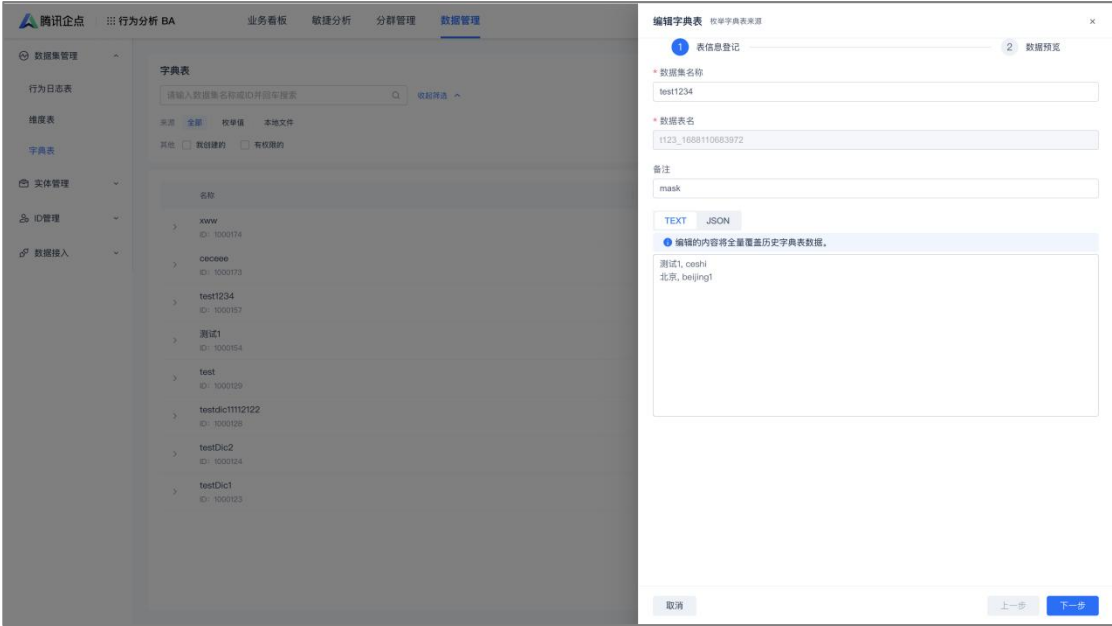 腾讯企点 行为分析 BA 业务看板 敏捷分析 分群管理 数据管理
数据集管理
行为日志表
维度表
字典表
实体管理
ID管理
数据接入
字典表
请输入数据集名称或ID并回车搜索 收起筛选
来源 全部 枚举值 本地文件
其他 我创建的 有权限的
名称
xww
ID: 1000174
ceceee
ID: 1000173
test1234
ID: 1000157
测试1
ID: 1000154
test
ID: 1000129
testdic11112122
ID: 1000128
testDic2
ID: 1000124
testDic1
ID: 1000123
编辑字典表 枚举字典表来源 ×
1 表信息登记 2 数据预览
* 数据集名称
test1234
* 数据表名
t123_1688110683972
备注
mask
TEXT JSON
编辑的内容将全量覆盖历史字典表数据。
测试1, ceshi
北京, beijing1
取消 上一步 下一步